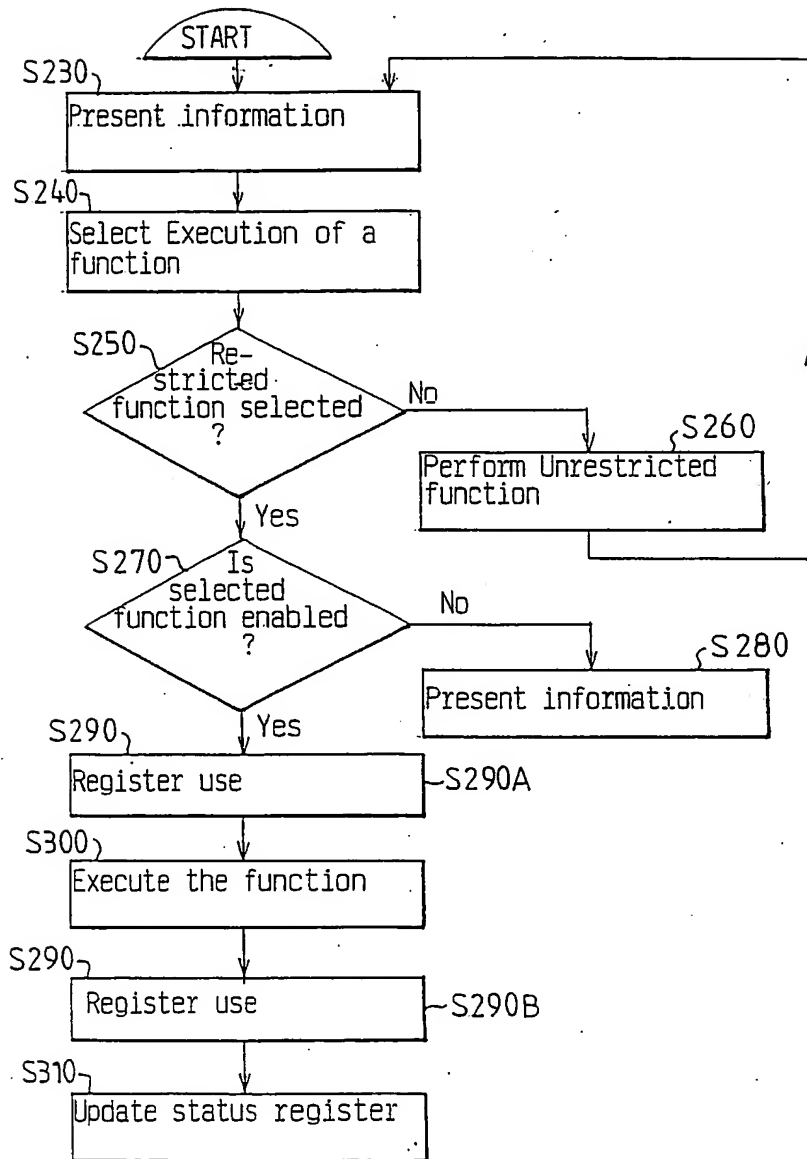 START
S230
Present information
S240
Select Execution of a
function
S250
Re-
stricted
function selected
?
No
S260
Perform Unrestricted
function
Yes
S270
Is
selected
function enabled
?
No
S280
Present information
Yes
S290
Register use
S290A
S300
Execute the function
S290
Register use
S290B
S310
Update status register